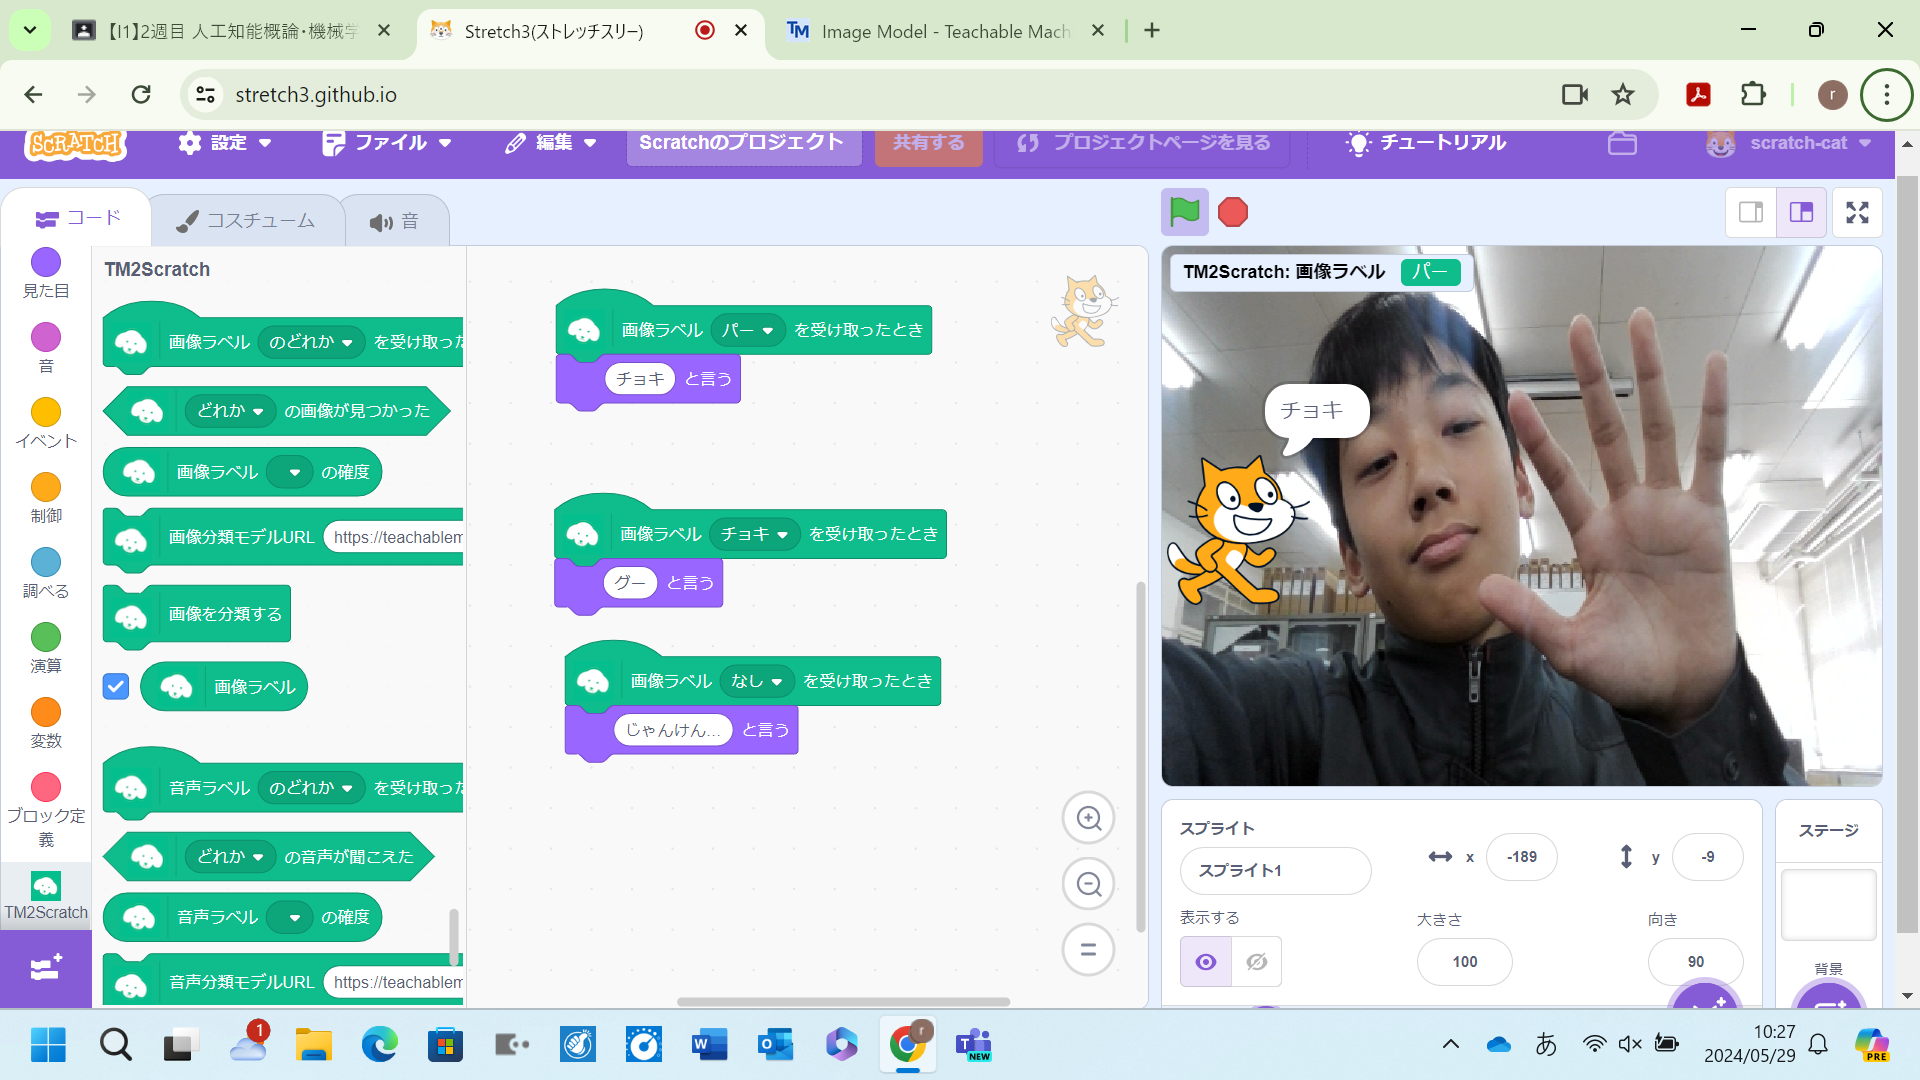 【I1】2週目 人工知能概論・機械学
Stretch3(ストレッチスリー)
TM Image Model - Teachable Mach
stretch3.github.io
r
SCRATCH
設定
ファイル
編集
Scratchのプロジェクト
共有する
プロジェクトページを見る
チュートリアル
scratch-cat
コード
コスチューム
音
見た目
音
イベント
制御
調べる
演算
変数
ブロック定
義
TM2Scratch
TM2Scratch
画像ラベル のどれか を受け取った
どれか の画像が見つかった
画像ラベル の確度
画像分類モデルURL https://teachablem
画像を分類する
画像ラベル
音声ラベル のどれか を受け取った
どれか の音声が聞こえた
音声ラベル の確度
音声分類モデルURL https://teachablem
画像ラベル パー を受け取ったとき
チョキ と言う
画像ラベル チョキ を受け取ったとき
グー と言う
画像ラベル なし を受け取ったとき
じゃんけん... と言う
TM2Scratch: 画像ラベル パー
チョキ
スプライト
スプライト1
x -189
y -9
表示する
大きさ
100
向き
90
ステージ
背景
1
W
O
r
T
NEW
あ
10:27
2024/05/29
PRE